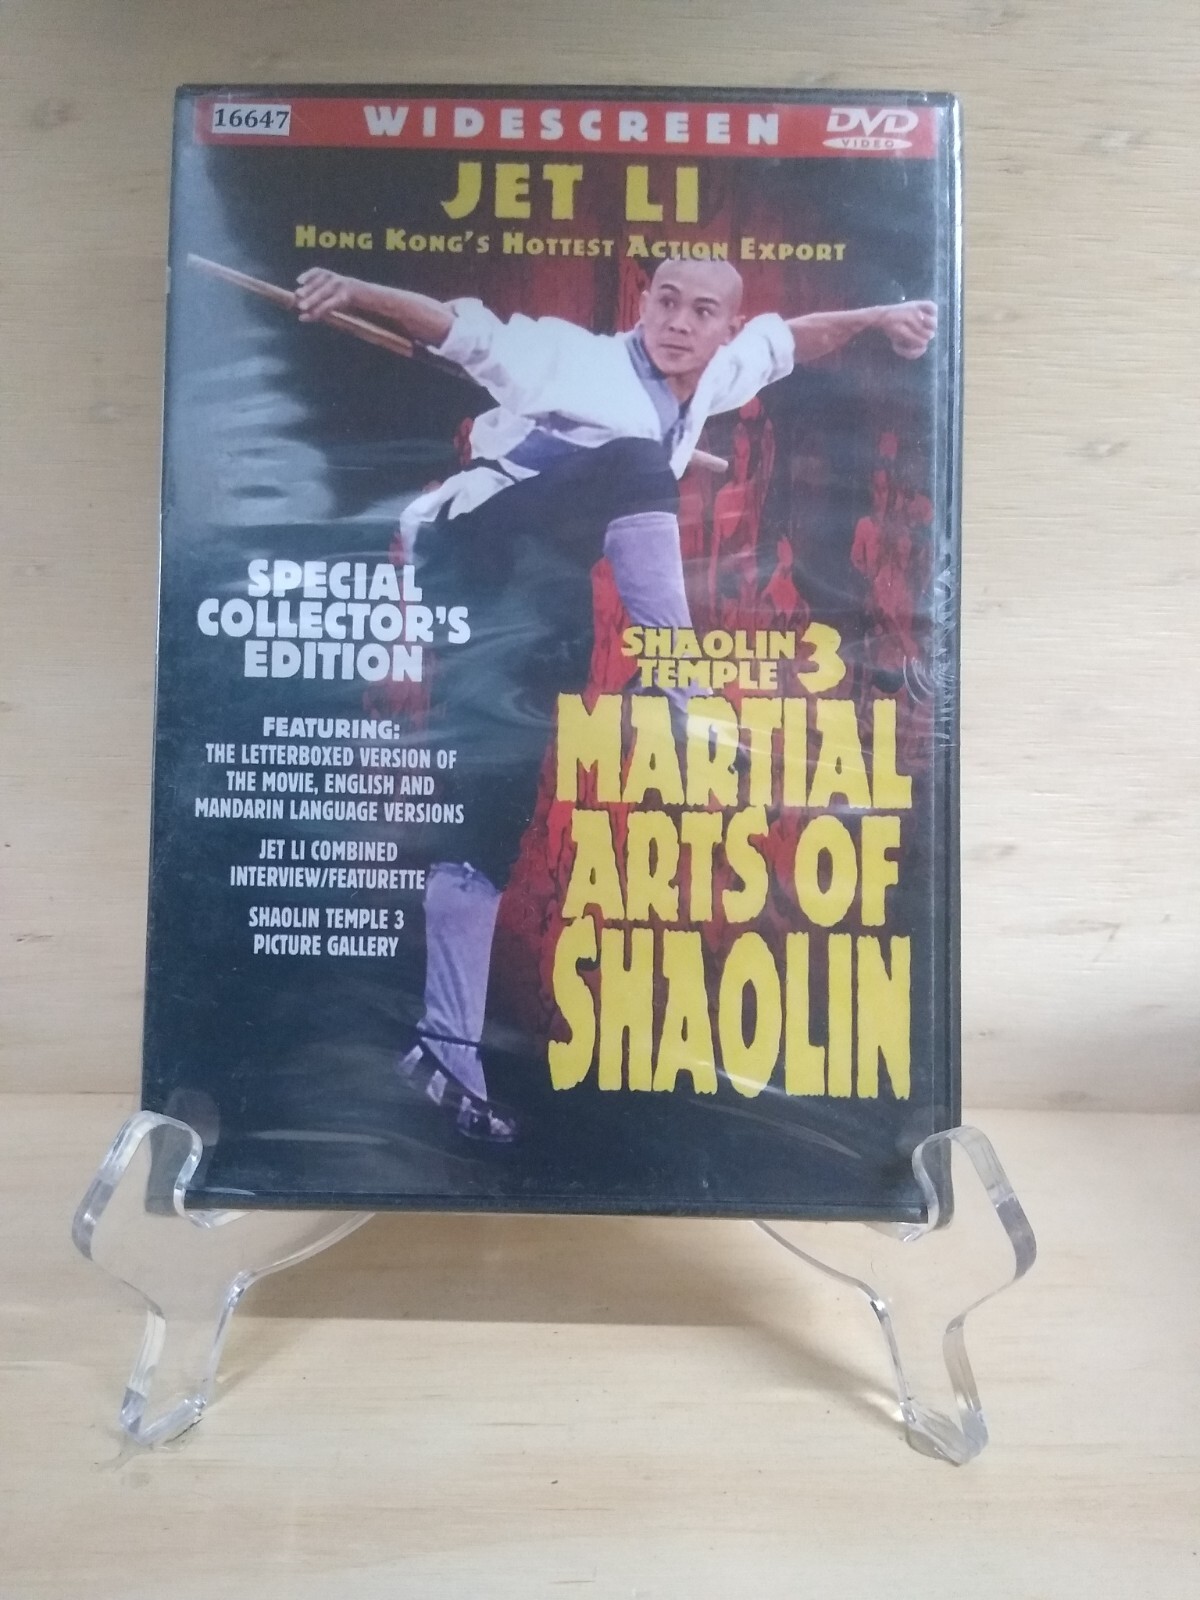 16647
WIDESCREEN
DVD
VIDEO
JET LI
HONG KONG'S HOTTEST ACTION EXPORT
SPECIAL
COLLECTOR'S
EDITION
FEATURING:
THE LETTERBOXED VERSION OF
THE MOVIE, ENGLISH AND
MANDARIN LANGUAGE VERSIONS
JET LI COMBINED
INTERVIEW/FEATURETTE
SHAOLIN TEMPLE 3
PICTURE GALLERY
SHAOLIN
TEMPLE 3
MARTIAL
ARTS OF
SHAOLIN